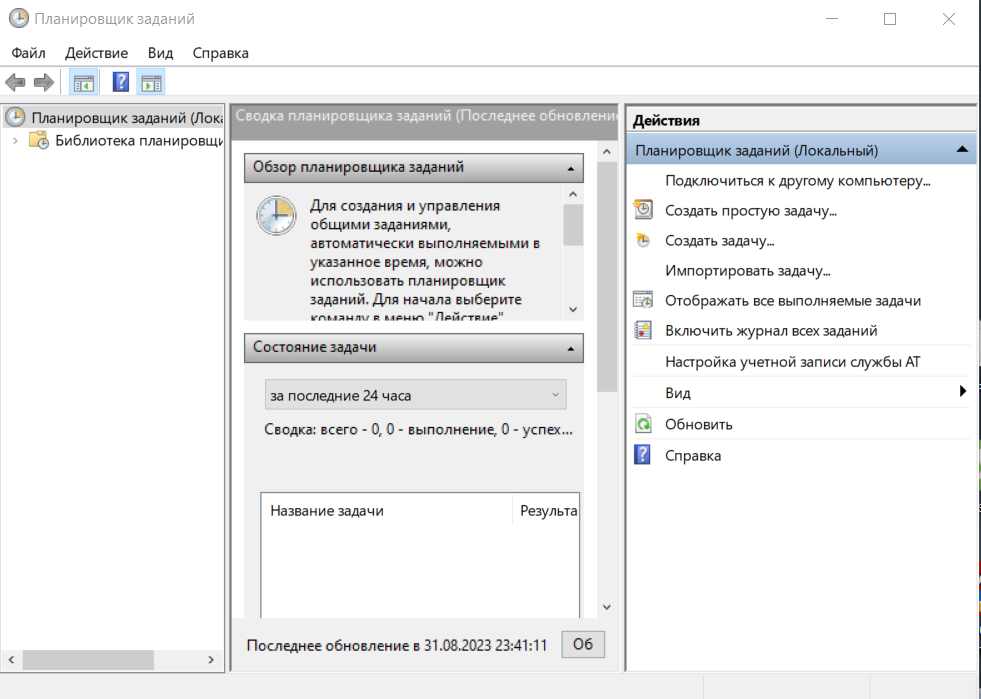 Планировщик заданий
Файл Действие Вид Справка
Планировщик заданий (Лока
Библиотека планировщи
Сводка планировщика заданий (Последнее обновлени
Обзор планировщика заданий
Для создания и управления
общими заданиями,
автоматически выполняемыми в
указанное время, можно
использовать планировщик
заданий. Для начала выберите
команду в меню "Действие"
Состояние задачи
за последние 24 часа
Сводка: всего - 0, 0 - выполнение, 0 - успех...
Название задачи Результа
Последнее обновление в 31.08.2023 23:41:11 Об
Действия
Планировщик заданий (Локальный)
Подключиться к другому компьютеру...
Создать простую задачу...
Создать задачу...
Импортировать задачу...
Отображать все выполняемые задачи
Включить журнал всех заданий
Настройка учетной записи службы AT
Вид
Обновить
Справка